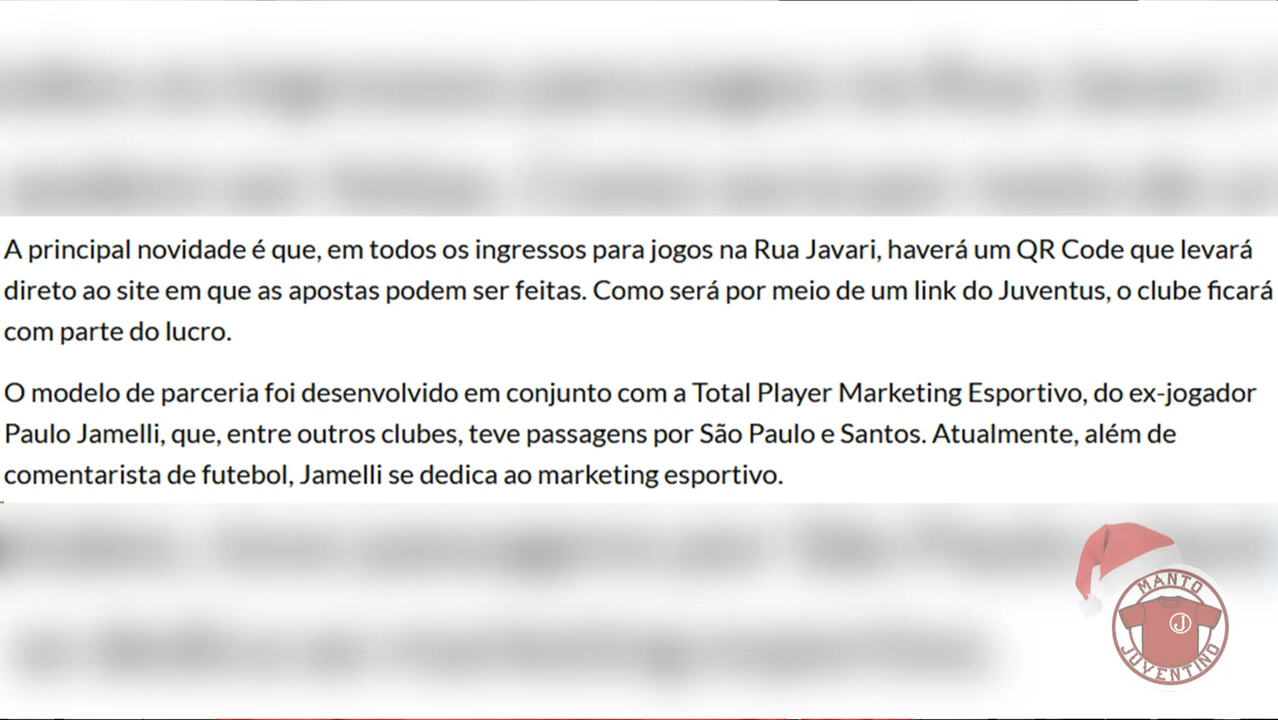 A principal novidade é que, em todos os ingressos para jogos na Rua Javari, haverá um QR Code que levará
direto ao site em que as apostas podem ser feitas. Como será por meio de um link do Juventus, o clube ficará
com parte do lucro.
O modelo de parceria foi desenvolvido em conjunto com a Total Player Marketing Esportivo, do ex-jogador
Paulo Jamelli, que, entre outros clubes, teve passagens por São Paulo e Santos. Atualmente, além de
comentarista de futebol, Jamelli se dedica ao marketing esportivo.
MANTO
J
JUVENTINO